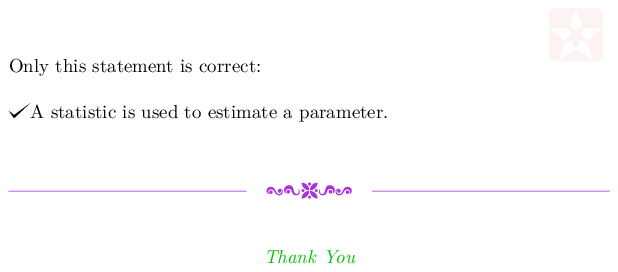 Only this statement is correct:
✓A statistic is used to estimate a parameter.
Thank You